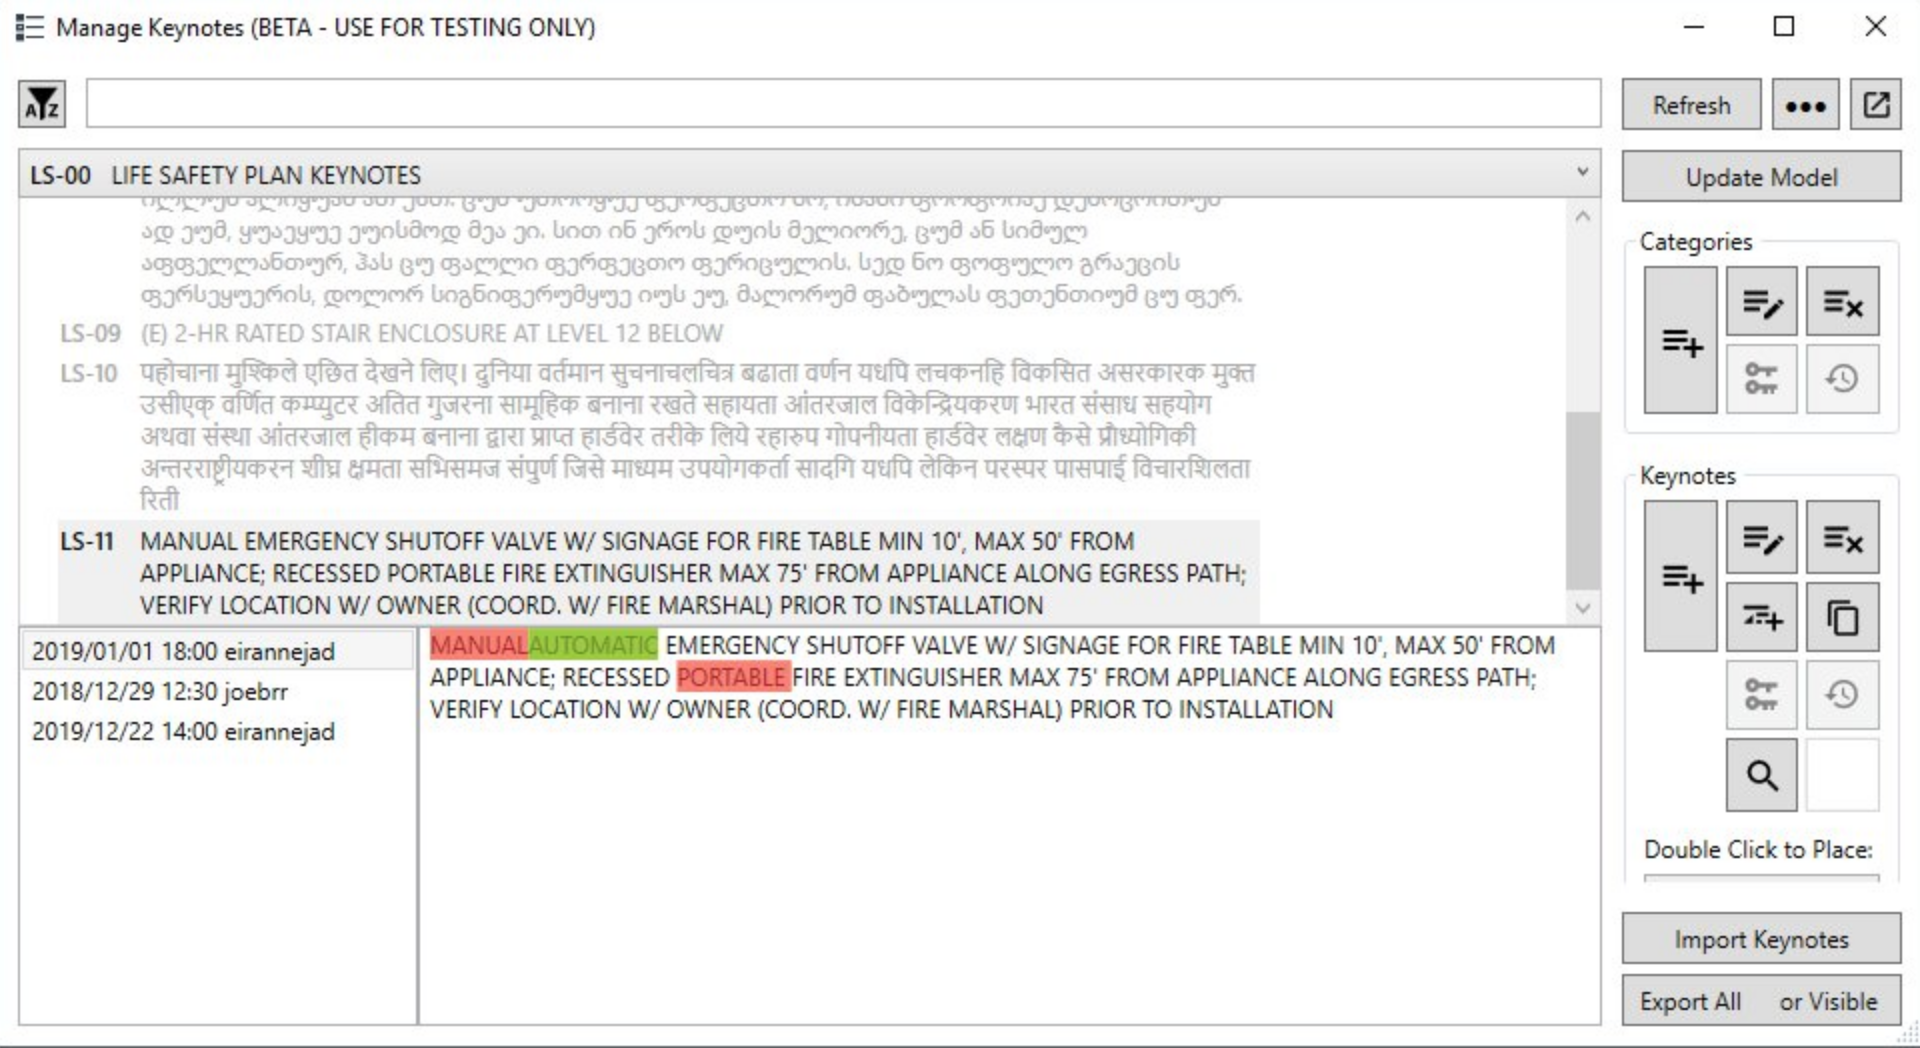 Manage Keynotes (BETA - USE FOR TESTING ONLY)
AZ
Refresh
LS-00 LIFE SAFETY PLAN KEYNOTES
Update Model
ად ეუმ, ყუაეყუე ეუისმოდ მეა ეი. სით ინ ეროს დუის მელიორე, ცუმ ან სიმულ
აფფელლანთურ, ჰას ცუ ფალლი ფერფეცთო ფერიცულის. სედ ნო ფოფულო გრაეცის
ფერსეყუერის, დოლორ სიგნიფერუმყუე იუს ეუ, მალორუმ ფაბულას ფეთენთიუმ ცუ ფერ.
LS-09 (E) 2-HR RATED STAIR ENCLOSURE AT LEVEL 12 BELOW
LS-10 पहोचाना मुश्किले एछित देखने लिए। दुनिया वर्तमान सुचनाचलचित्र बढाता वर्णन यधपि लचकनहि विकसित असरकारक मुक्त
उसीएक् वर्णित कम्प्युटर अतित गुजरना सामूहिक बनाना रखते सहायता आंतरजाल विकेन्द्रियकरण भारत संसाध सहयोग
अथवा संस्था आंतरजाल हीकम बनाना द्वारा प्राप्त हार्डवेर तरीके लिये रहारुप गोपनीयता हार्डवेर लक्षण कैसे प्रौध्योगिकी
अन्तरराष्ट्रीयकरन शीघ्र क्षमता सभिसमज संपुर्ण जिसे माध्यम उपयोगकर्ता सादगि यधपि लेकिन परस्पर पासपाई विचारशिलता
रिती
LS-11 MANUAL EMERGENCY SHUTOFF VALVE W/ SIGNAGE FOR FIRE TABLE MIN 10', MAX 50' FROM
APPLIANCE; RECESSED PORTABLE FIRE EXTINGUISHER MAX 75' FROM APPLIANCE ALONG EGRESS PATH;
VERIFY LOCATION W/ OWNER (COORD. W/ FIRE MARSHAL) PRIOR TO INSTALLATION
2019/01/01 18:00 eirannejad
2018/12/29 12:30 joebrr
2019/12/22 14:00 eirannejad
MANUALAUTOMATIC EMERGENCY SHUTOFF VALVE W/ SIGNAGE FOR FIRE TABLE MIN 10', MAX 50' FROM
APPLIANCE; RECESSED PORTABLE FIRE EXTINGUISHER MAX 75' FROM APPLIANCE ALONG EGRESS PATH;
VERIFY LOCATION W/ OWNER (COORD. W/ FIRE MARSHAL) PRIOR TO INSTALLATION
Categories
Keynotes
Double Click to Place:
Import Keynotes
Export All or Visible